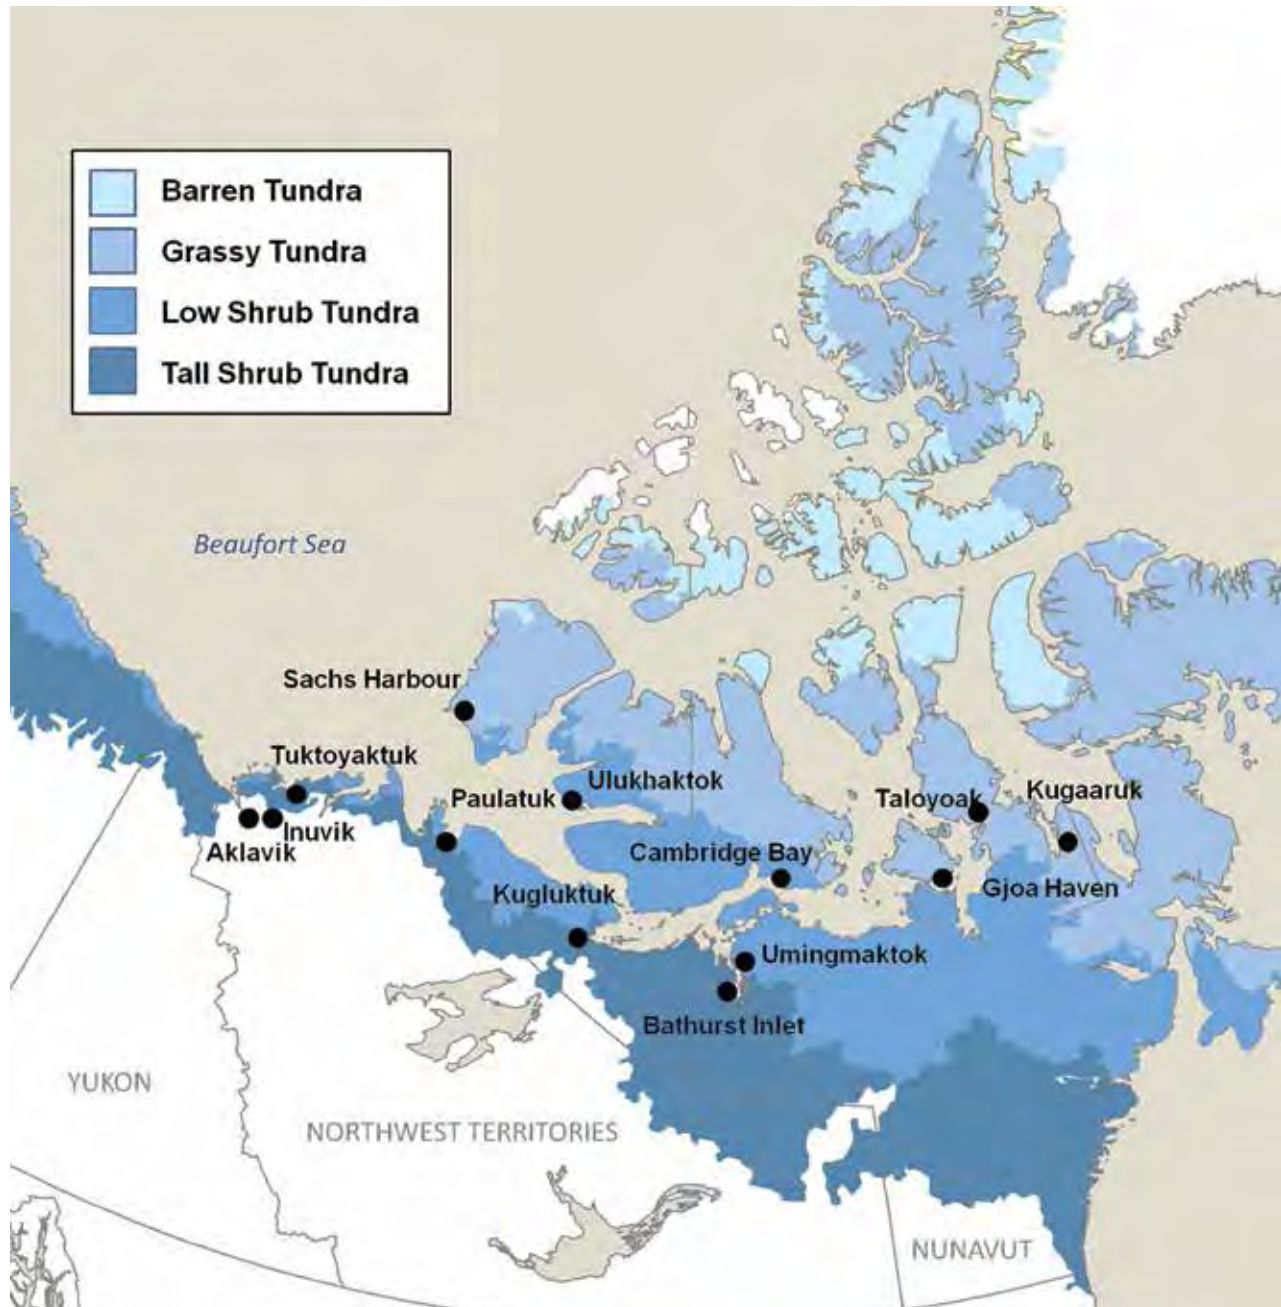 Barren Tundra
Grassy Tundra
Low Shrub Tundra
Tall Shrub Tundra
Beaufort Sea
Sachs Harbour
Tuktoyaktuk
Ulukhaktok
Paulatuk
Taloyoak
Kugaaruk
Inuvik
Aklavik
Cambridge Bay
Kugluktuk
Gjoa Haven
Umingmaktok
Bathurst Inlet
YUKON
NORTHWEST TERRITORIES
NUNAVUT